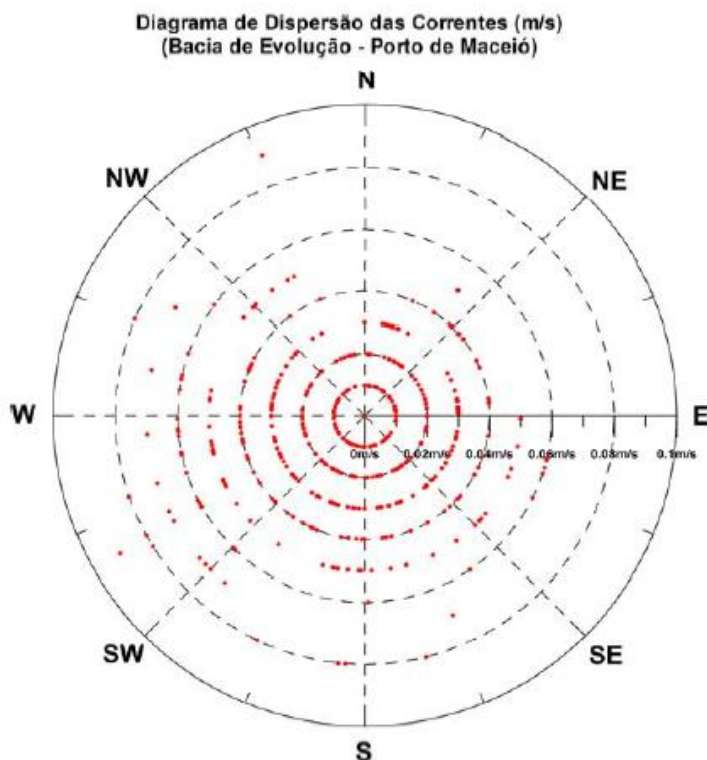 Diagrama de Dispersão das Correntes (m/s)
(Bacia de Evolução - Porto de Maceió)
N
NW
NE
W
E
0m/s
0.02m/s
0.04m/s
0.06m/s
0.08m/s
0.1m/s
SW
SE
S